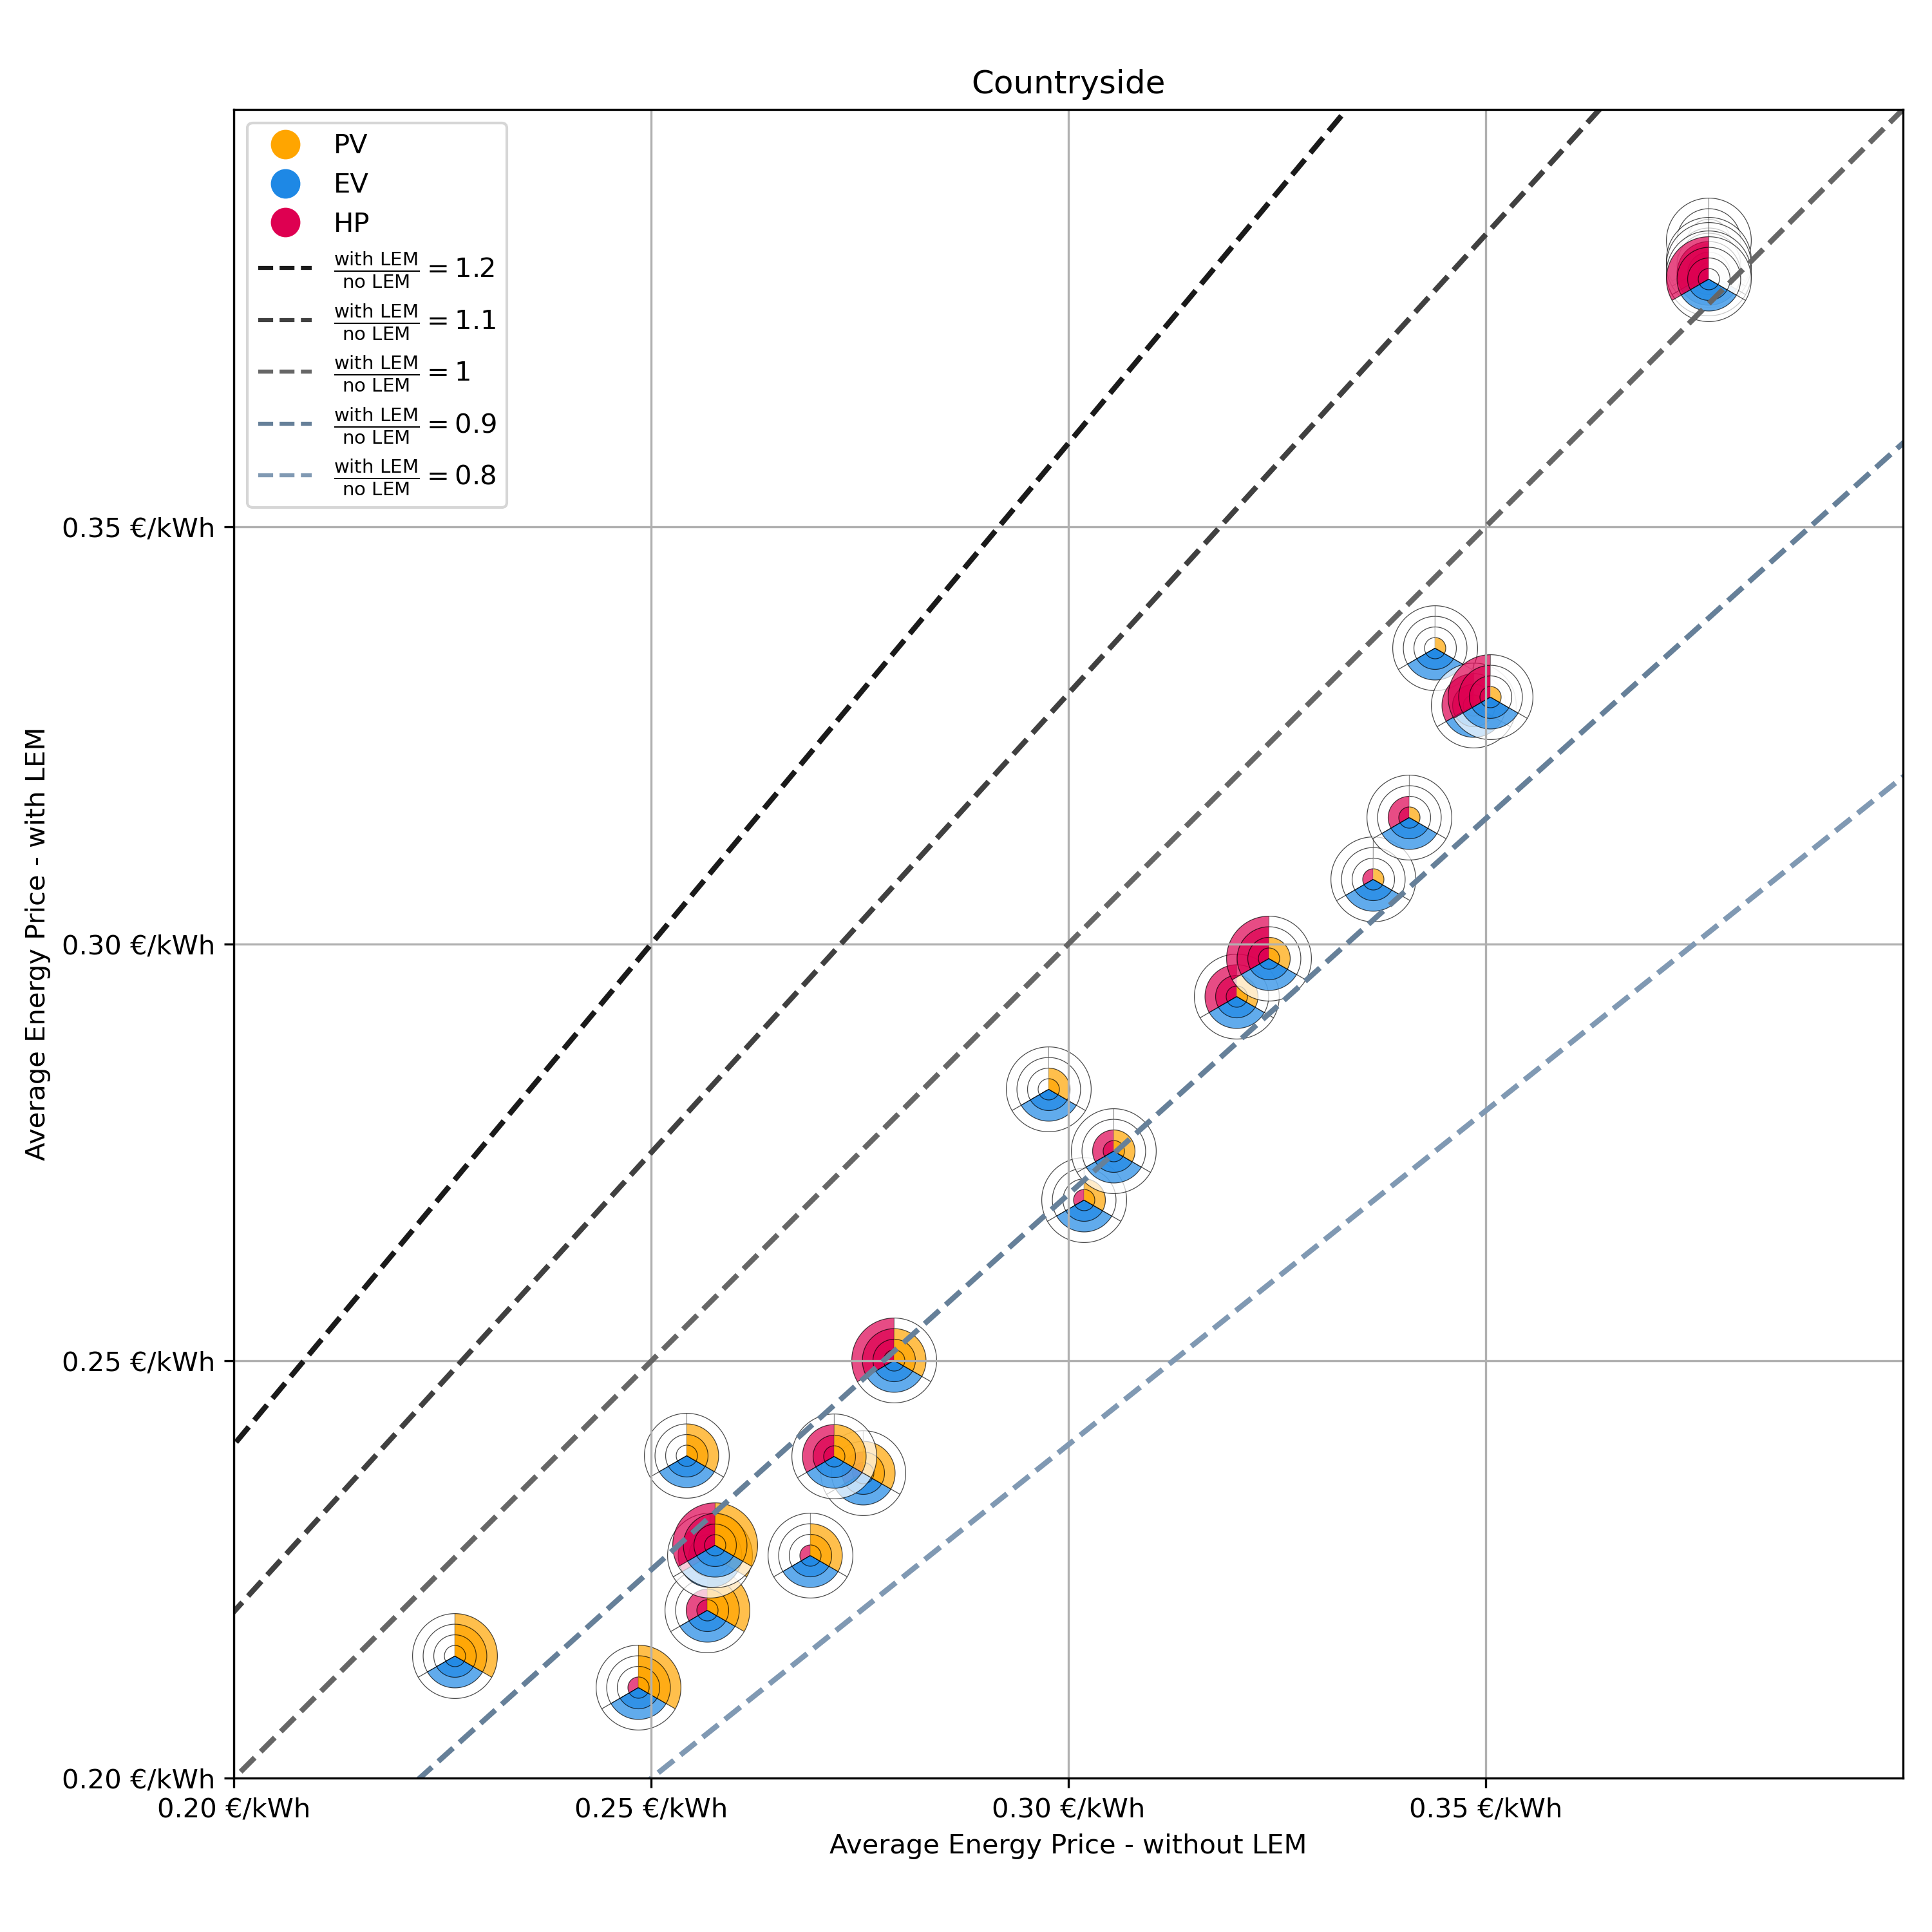 Countryside
PV
EV
HP
with LEM
no LEM = 1.2
with LEM
no LEM = 1.1
with LEM
no LEM = 1
with LEM
no LEM = 0.9
with LEM
no LEM = 0.8
Average Energy Price - with LEM
0.35 €/kWh
0.30 €/kWh
0.25 €/kWh
0.20 €/kWh
0.20 €/kWh 0.25 €/kWh 0.30 €/kWh 0.35 €/kWh
Average Energy Price - without LEM